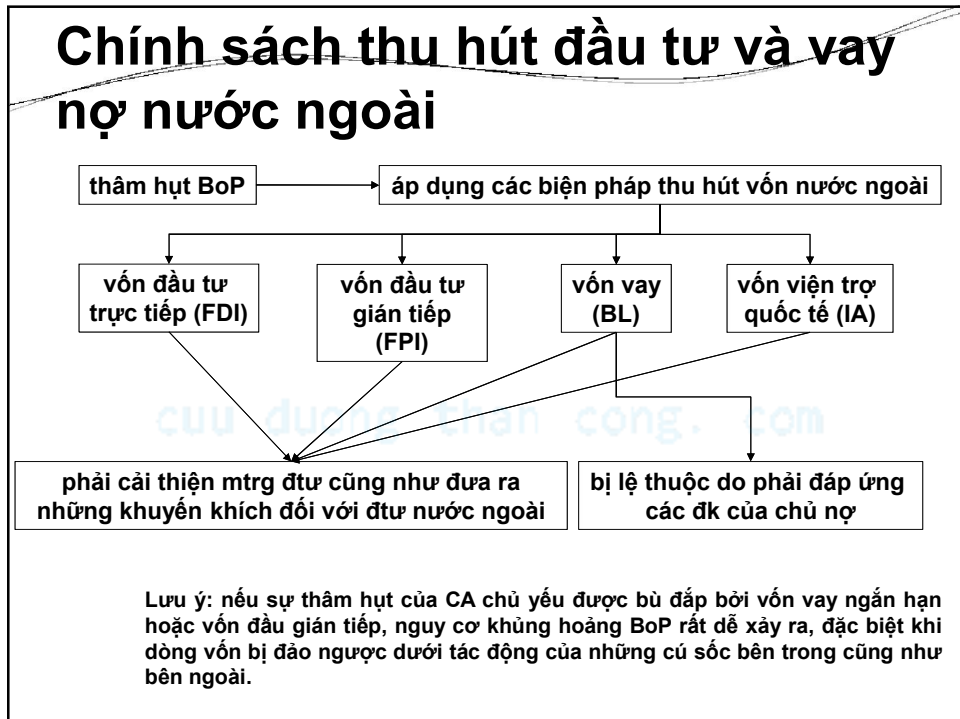 Chính sách thu hút đầu tư và vay
nợ nước ngoài
thâm hụt BoP
áp dụng các biện pháp thu hút vốn nước ngoài
vốn đầu tư
trực tiếp (FDI)
vốn đầu tư
gián tiếp
(FPI)
vốn vay
(BL)
vốn viện trợ
quốc tế (IA)
cuu duong than cong. com
phải cải thiện mtrg đtư cũng như đưa ra
những khuyến khích đối với đtư nước ngoài
bị lệ thuộc do phải đáp ứng
các đk của chủ nợ
Lưu ý: nếu sự thâm hụt của CA chủ yếu được bù đắp bởi vốn vay ngắn hạn
hoặc vốn đầu gián tiếp, nguy cơ khủng hoảng BoP rất dễ xảy ra, đặc biệt khi
dòng vốn bị đảo ngược dưới tác động của những cú sốc bên trong cũng như
bên ngoài.